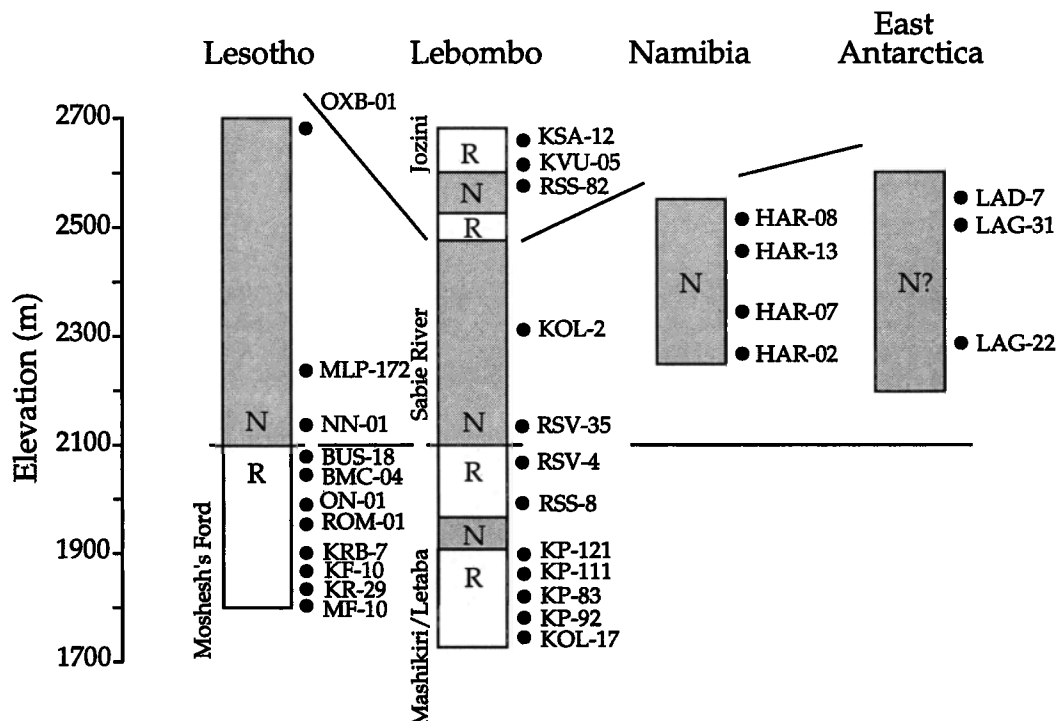 Lesotho
Lebombo
Namibia
East
Antarctica
Elevation (m)
2700
2500
2300
2100
1900
1700
OXB-01
MLP-172
N
NN-01
BUS-18
R
BMC-04
ON-01
ROM-01
KRB-7
KF-10
KR-29
MF-10
Moshesh's Ford
Jozini
Sabie River
Mashikiri/Letaba
R
N
R
N
R
N
R
KSA-12
KVU-05
RSS-82
KOL-2
RSV-35
RSV-4
RSS-8
KP-121
KP-111
KP-83
KP-92
KOL-17
N
HAR-08
HAR-13
HAR-07
HAR-02
N?
LAD-7
LAG-31
LAG-22